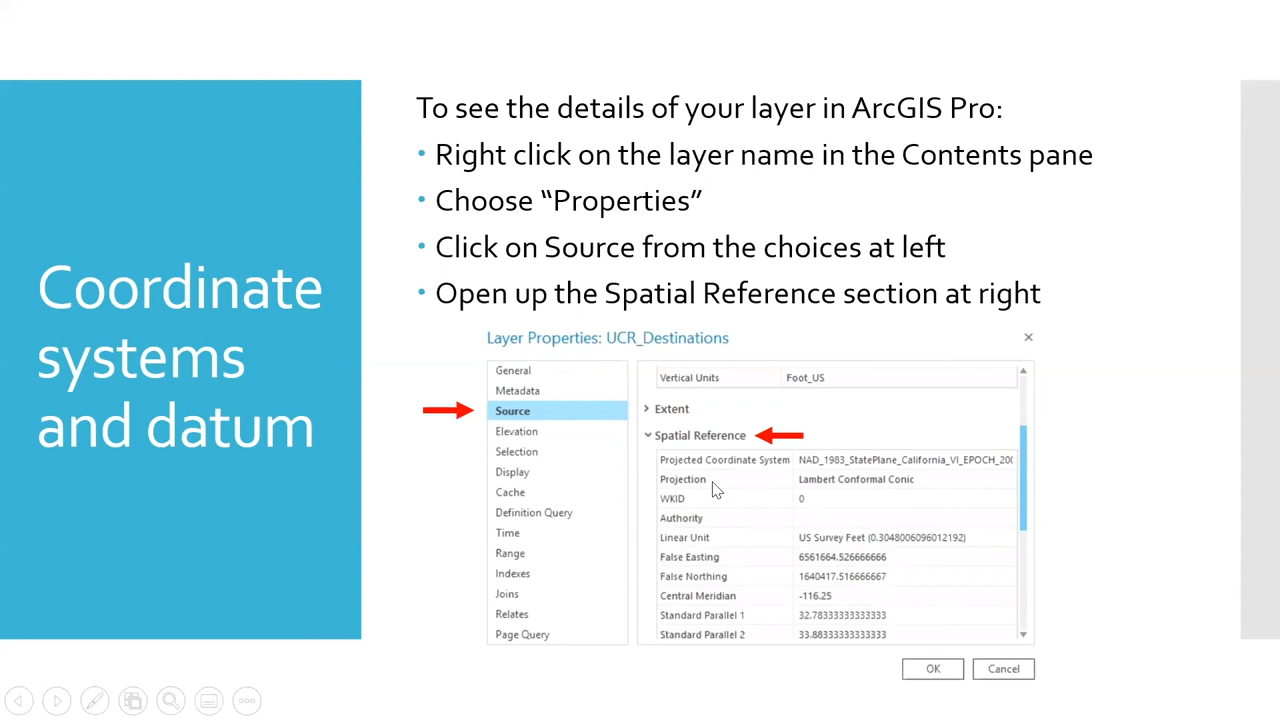 Coordinate
systems
and datum
To see the details of your layer in ArcGIS Pro:
• Right click on the layer name in the Contents pane
• Choose “Properties”
• Click on Source from the choices at left
• Open up the Spatial Reference section at right
Layer Properties: UCR_Destinations
General
Metadata
Source
Elevation
Selection
Display
Cache
Definition Query
Time
Range
Indexes
Joins
Relates
Page Query
Vertical Units Foot_US
Extent
Spatial Reference
Projected Coordinate System NAD_1983_StatePlane_California_VI_EPOCH_200
Projection Lambert Conformal Conic
WKID 0
Authority
Linear Unit US Survey Feet (0.3048006096012192)
False Easting 6561664.526666666
False Northing 1640417.516666667
Central Meridian -116.25
Standard Parallel 1 32.78333333333333
Standard Parallel 2 33.88333333333333
OK Cancel